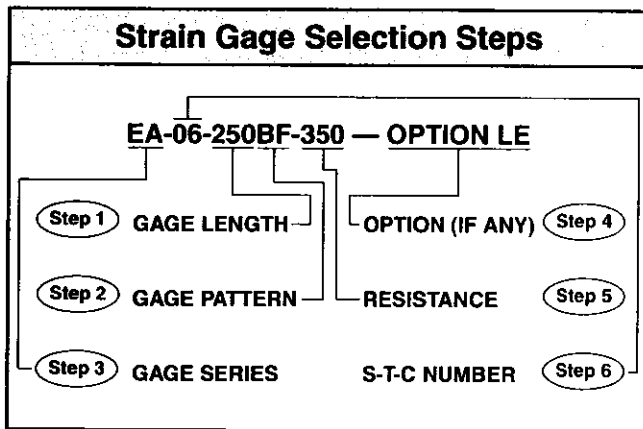 Strain Gage Selection Steps
EA-06-250BF-350 — OPTION LE
Step 1 GAGE LENGTH OPTION (IF ANY) Step 4
Step 2 GAGE PATTERN RESISTANCE Step 5
Step 3 GAGE SERIES S-T-C NUMBER Step 6